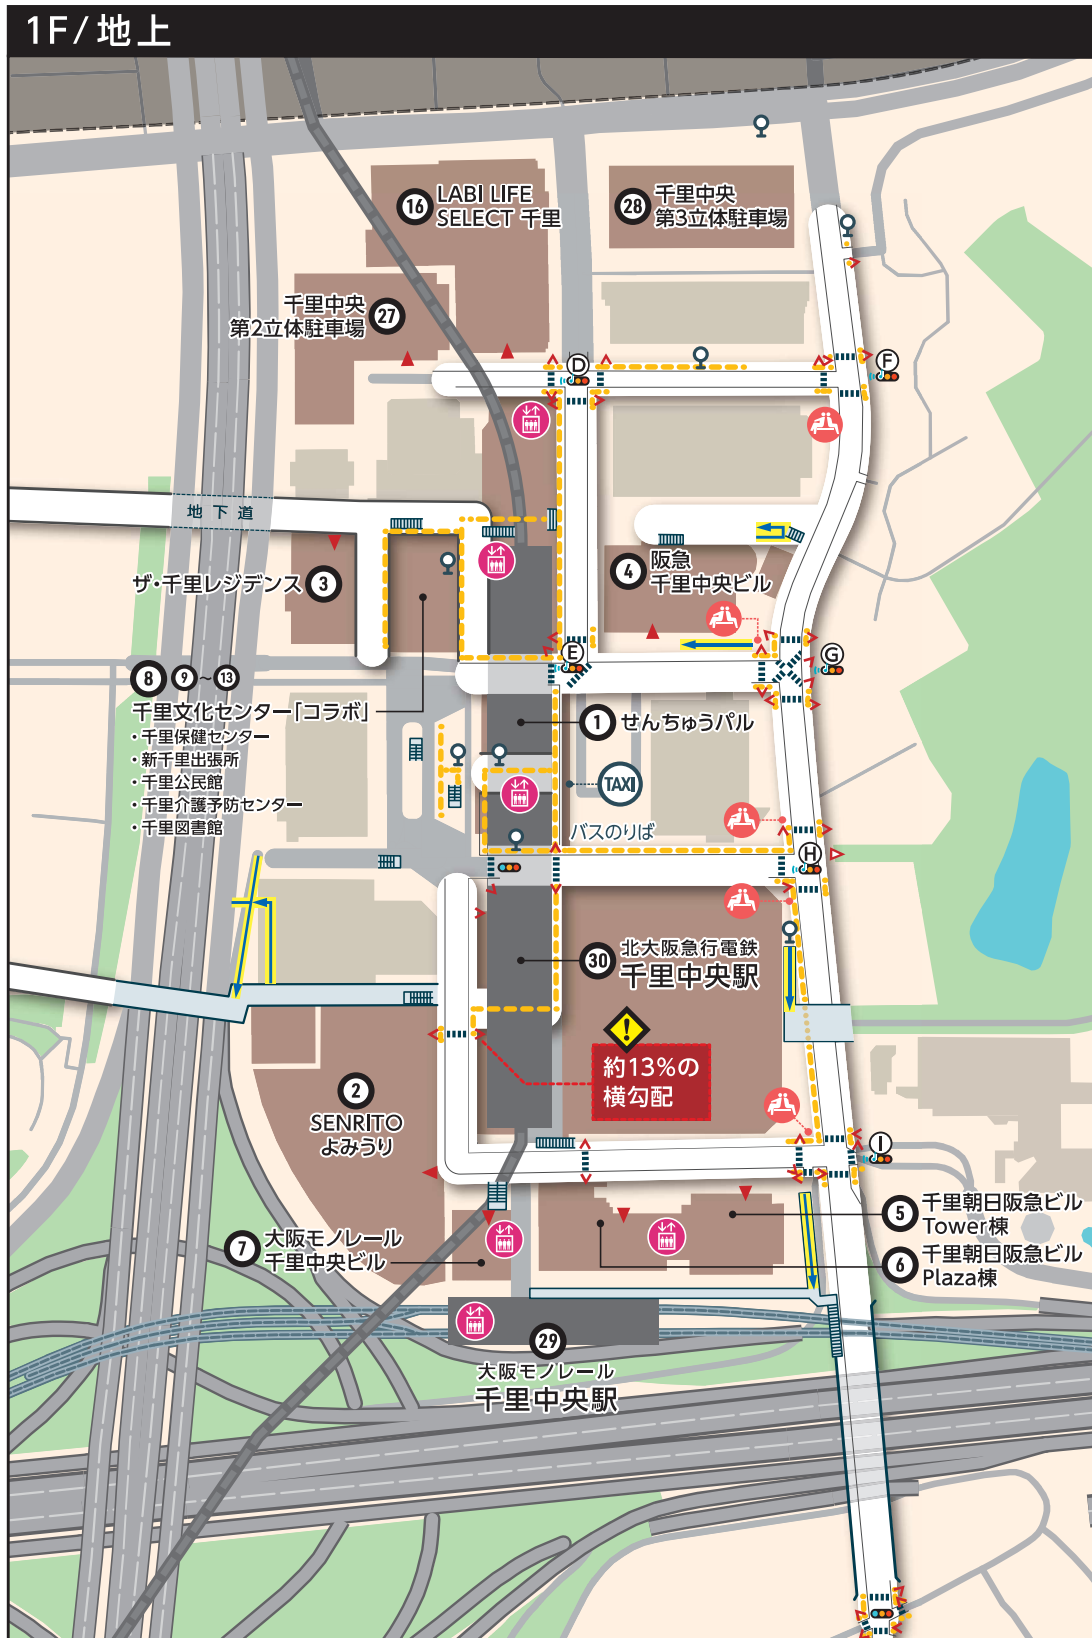 1F/地上
16 LABI LIFE
SELECT 千里
28 千里中央
第3立体駐車場
千里中央
第2立体駐車場 27
D
F
地下道
ザ・千里レジデンス 3
4 阪急
千里中央ビル
E
G
8 9~13
千里文化センター「コラボ」
・千里保健センター
・新千里出張所
・千里公民館
・千里介護予防センター
・千里図書館
1 せんちゅうパル
TAXI
バスのりば
H
30 北大阪急行電鉄
千里中央駅
!
約13%の
横勾配
2
SENRITO
よみうり
I
5 千里朝日阪急ビル
Tower棟
6 千里朝日阪急ビル
Plaza棟
7 大阪モノレール
千里中央ビル
29
大阪モノレール
千里中央駅